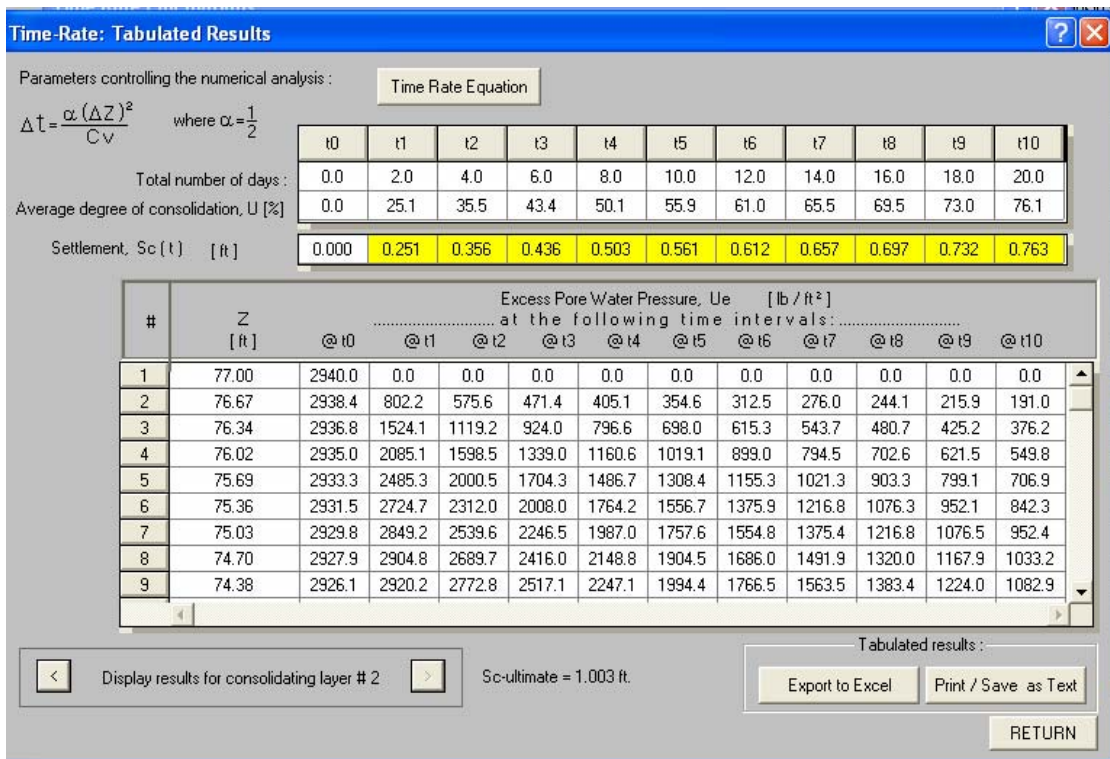 Time-Rate: Tabulated Results
Parameters controlling the numerical analysis :
Time Rate Equation
Δt = α(ΔZ)² / Cv where α = 1/2
t0 t1 t2 t3 t4 t5 t6 t7 t8 t9 t10
Total number of days : 0.0 2.0 4.0 6.0 8.0 10.0 12.0 14.0 16.0 18.0 20.0
Average degree of consolidation, U [%] 0.0 25.1 35.5 43.4 50.1 55.9 61.0 65.5 69.5 73.0 76.1
Settlement, Sc ( t ) [ ft ] 0.000 0.251 0.356 0.436 0.503 0.561 0.612 0.657 0.697 0.732 0.763
Excess Pore Water Pressure, Ue [ lb / ft² ]
# Z ............................. at the following time intervals: .............................
[ ft ] @ t0 @ t1 @ t2 @ t3 @ t4 @ t5 @ t6 @ t7 @ t8 @ t9 @ t10
1 77.00 2940.0 0.0 0.0 0.0 0.0 0.0 0.0 0.0 0.0 0.0 0.0
2 76.67 2938.4 802.2 575.6 471.4 405.1 354.6 312.5 276.0 244.1 215.9 191.0
3 76.34 2936.8 1524.1 1119.2 924.0 796.6 698.0 615.3 543.7 480.7 425.2 376.2
4 76.02 2935.0 2085.1 1598.5 1339.0 1160.6 1019.1 899.0 794.5 702.6 621.5 549.8
5 75.69 2933.3 2485.3 2000.5 1704.3 1486.7 1308.4 1155.3 1021.3 903.3 799.1 706.9
6 75.36 2931.5 2724.7 2312.0 2008.0 1764.2 1556.7 1375.9 1216.8 1076.3 952.1 842.3
7 75.03 2929.8 2849.2 2539.6 2246.5 1987.0 1757.6 1554.8 1375.4 1216.8 1076.5 952.4
8 74.70 2927.9 2904.8 2689.7 2416.0 2148.8 1904.5 1686.0 1491.9 1320.0 1167.9 1033.2
9 74.38 2926.1 2920.2 2772.8 2517.1 2247.1 1994.4 1766.5 1563.5 1383.4 1224.0 1082.9
Tabulated results :
< Display results for consolidating layer # 2 > Sc-ultimate = 1.003 ft. Export to Excel Print / Save as Text
RETURN